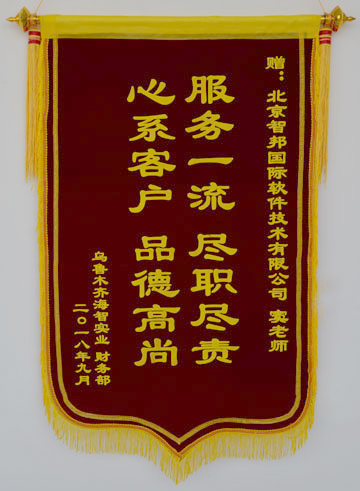 赠：北京智邦国际软件技术有限公司 窦老师
服务一流 尽职尽责
心系客户 品德高尚
乌鲁木齐海智实业 财务部
二〇一八年九月